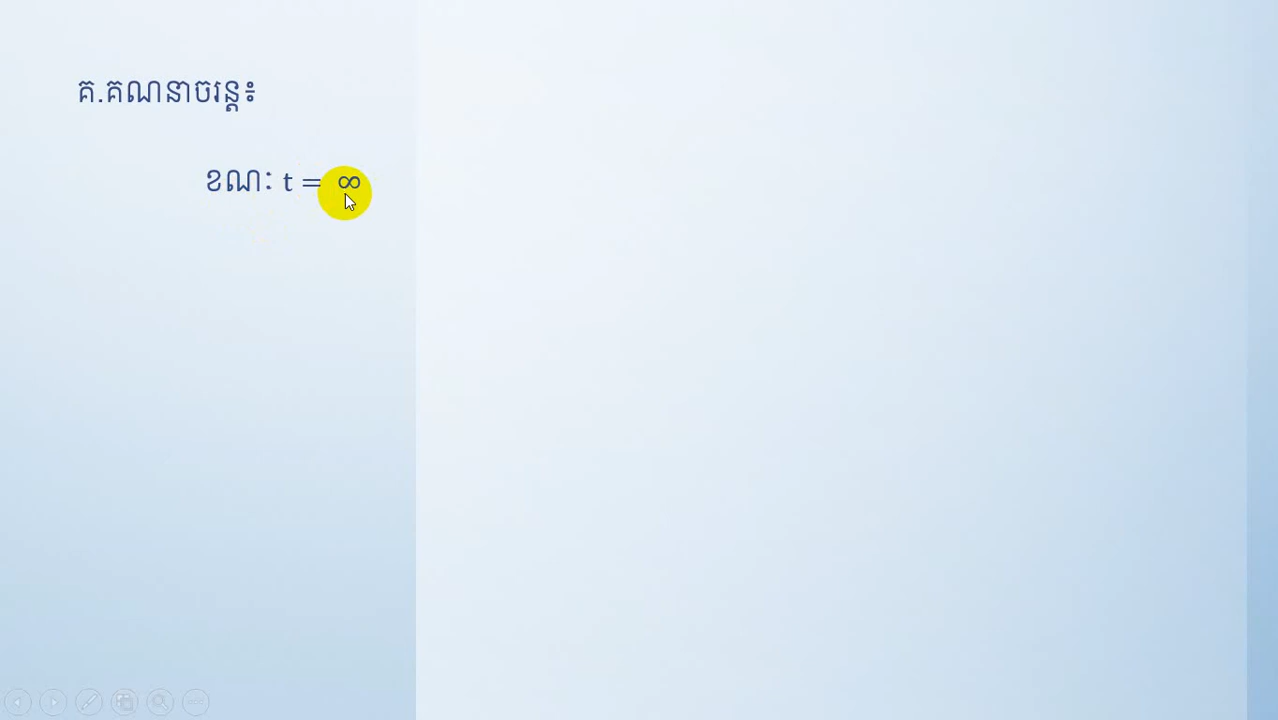 គ.គណនាចរន្ត៖
ខណៈ t = ∞